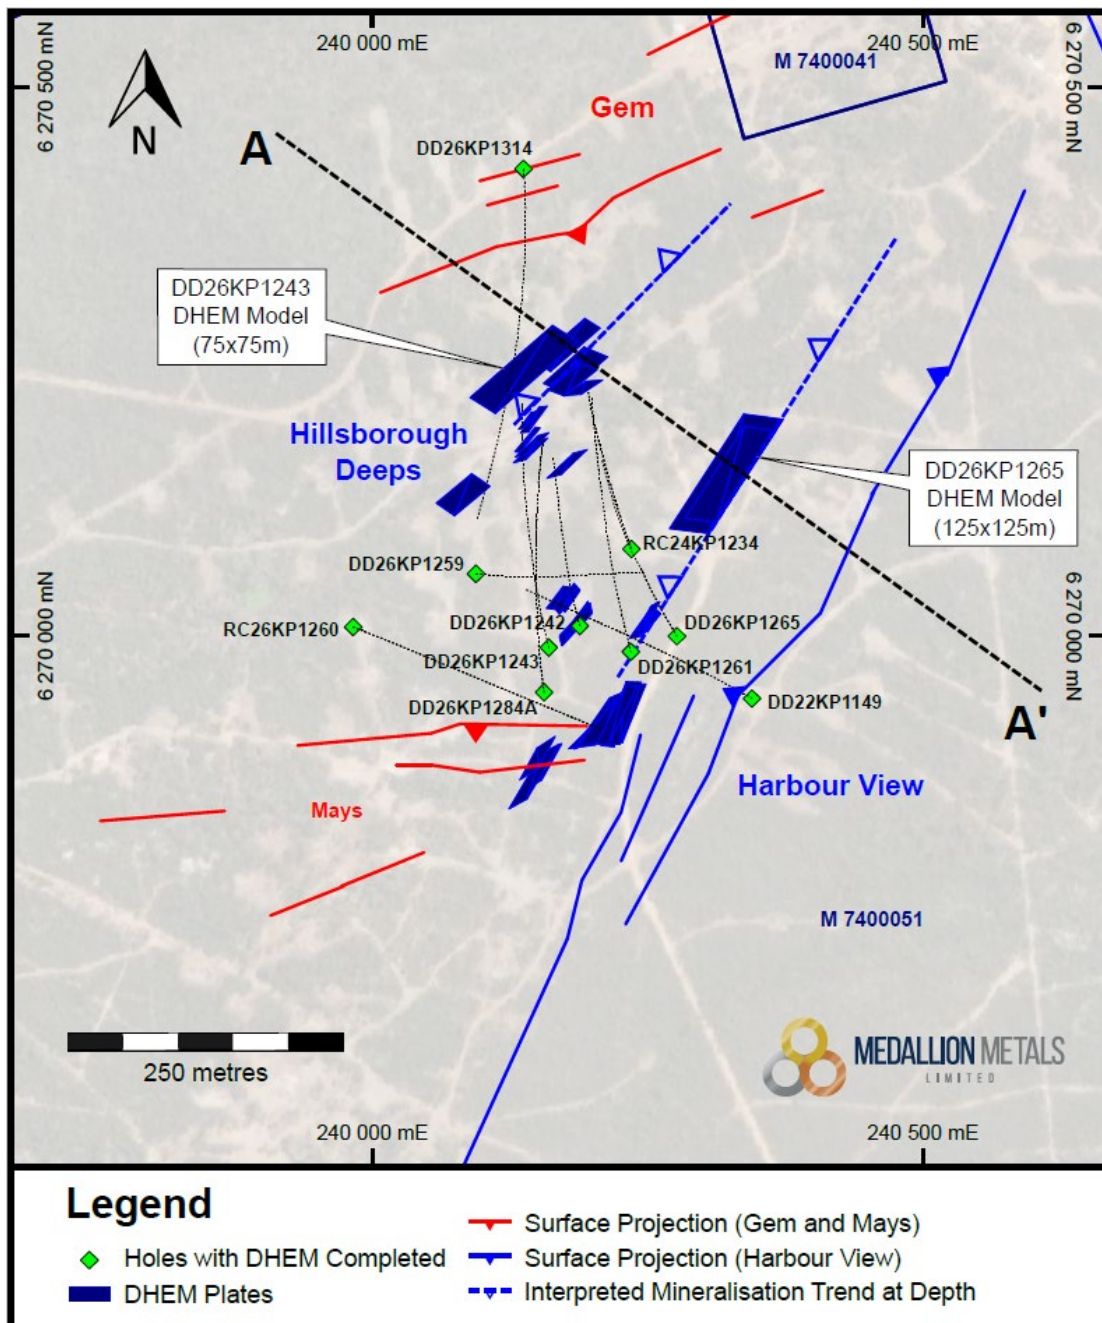 240 000 mE
240 500 mE
6 270 500 mN
6 270 500 mN
M 7400041
Gem
N
A
DD26KP1314
DD26KP1243
DHEM Model
(75x75m)
Hillsborough
Deeps
DD26KP1265
DHEM Model
(125x125m)
RC24KP1234
DD26KP1259
6 270 000 mN
6 270 000 mN
RC26KP1260
DD26KP1242
DD26KP1265
DD26KP1243
DD26KP1261
DD26KP1284A
DD22KP1149
A'
Harbour View
Mays
M 7400051
250 metres
MEDALLION METALS
LIMITED
240 000 mE
240 500 mE
Legend
Holes with DHEM Completed
DHEM Plates
Surface Projection (Gem and Mays)
Surface Projection (Harbour View)
Interpreted Mineralisation Trend at Depth